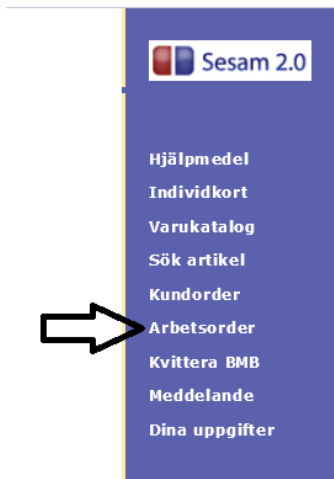 Sesam 2.0
Hjälpmedel
Individkort
Varukatalog
Sök artikel
Kundorder
Arbetsorder
Kvittera BMB
Meddelande
Dina uppgifter